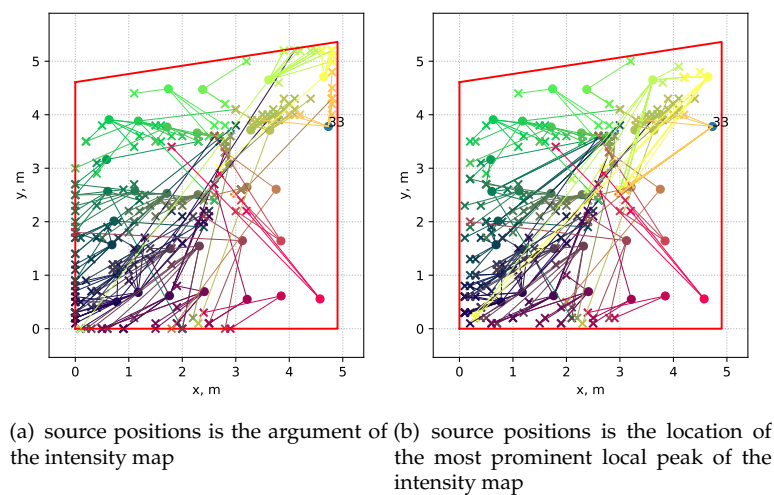 5
4
3
2
1
0
y, m
33
0 1 2 3 4 5
x, m
5
4
3
2
1
0
y, m
33
0 1 2 3 4 5
x, m
(a) source positions is the argument of
the intensity map
(b) source positions is the location of
the most prominent local peak of the
intensity map